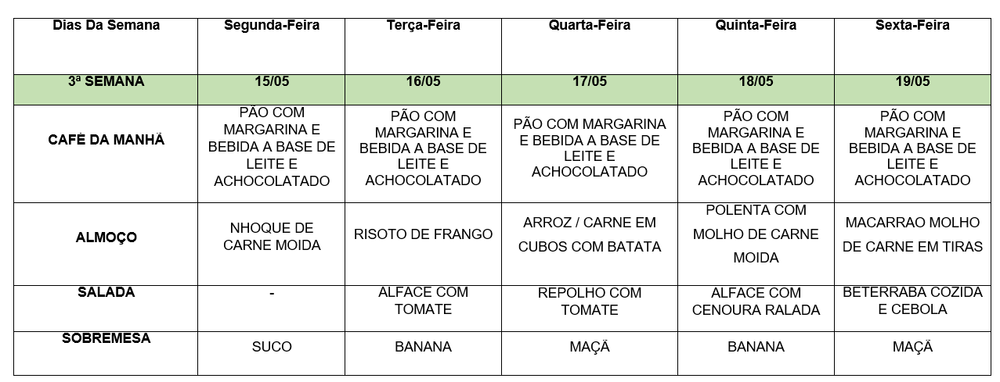 Dias Da Semana
Segunda-Feira
Terça-Feira
Quarta-Feira
Quinta-Feira
Sexta-Feira
3ª SEMANA
15/05
16/05
17/05
18/05
19/05
CAFÉ DA MANHÃ
PÃO COM
MARGARINA E
BEBIDA A BASE DE
LEITE E
ACHOCOLATADO
PÃO COM
MARGARINA E
BEBIDA A BASE DE
LEITE E
ACHOCOLATADO
PÃO COM MARGARINA
E BEBIDA A BASE DE
LEITE E
ACHOCOLATADO
PÃO COM
MARGARINA E
BEBIDA A BASE DE
LEITE E
ACHOCOLATADO
PÃO COM
MARGARINA E
BEBIDA A BASE DE
LEITE E
ACHOCOLATADO
ALMOÇO
NHOQUE DE
CARNE MOIDA
RISOTO DE FRANGO
ARROZ / CARNE EM
CUBOS COM BATATA
POLENTA COM
MOLHO DE CARNE
MOIDA
MACARRAO MOLHO
DE CARNE EM TIRAS
SALADA
-
ALFACE COM
TOMATE
REPOLHO COM
TOMATE
ALFACE COM
CENOURA RALADA
BETERRABA COZIDA
E CEBOLA
SOBREMESA
SUCO
BANANA
MAÇÃ
BANANA
MAÇÃ